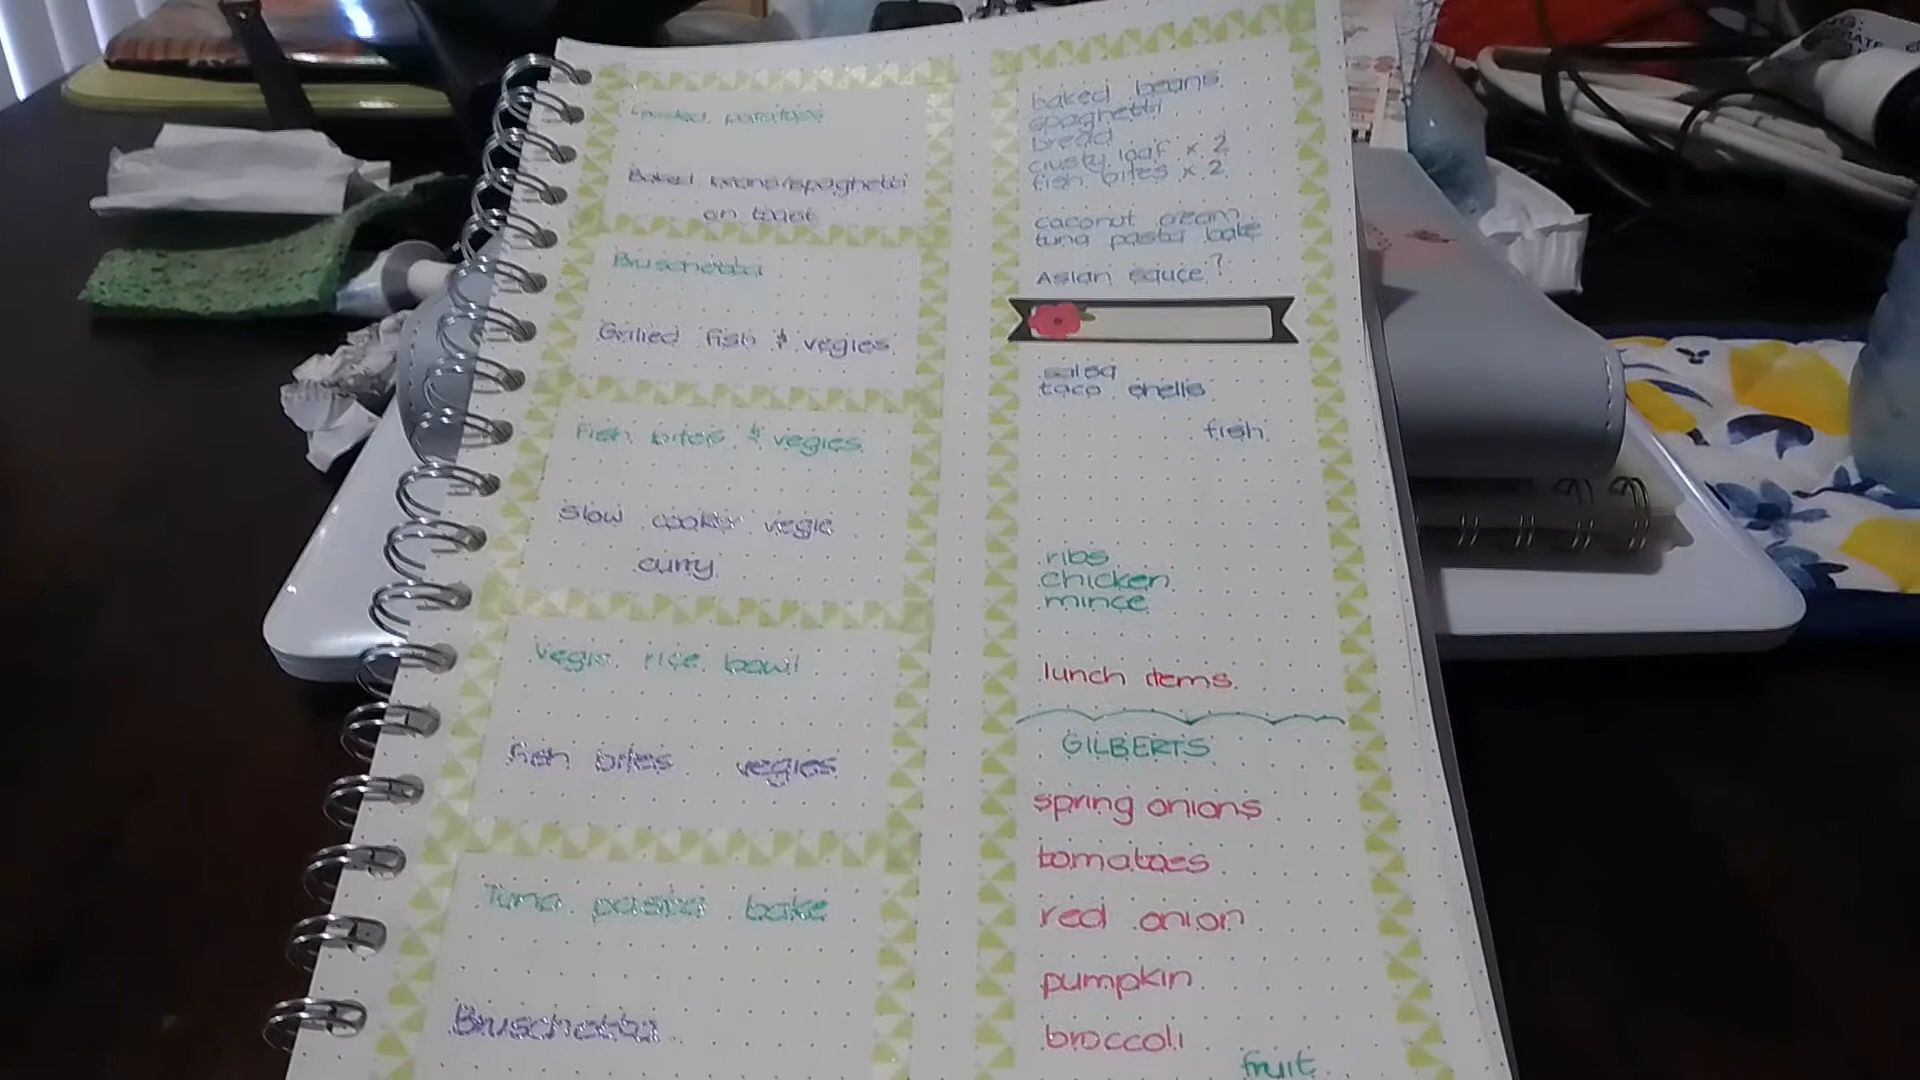 Loaded potatoes
Baked beans/spaghetti
on toast
Bruschetta
Grilled fish & vegies
Fish bites & vegies
Slow cooker vegie
curry
Vegie rice bowl
Fish bites vegies
Tuna pasta bake
Bruschetta
baked beans
spaghetti
bread
crusty loaf x 2
fish bites x 2
coconut cream
tuna pasta bake
Asian sauce?
salsa
taco shells
fish
ribs
chicken
mince
lunch items
GILBERTS
spring onions
tomatoes
red onion
pumpkin
broccoli
fruit